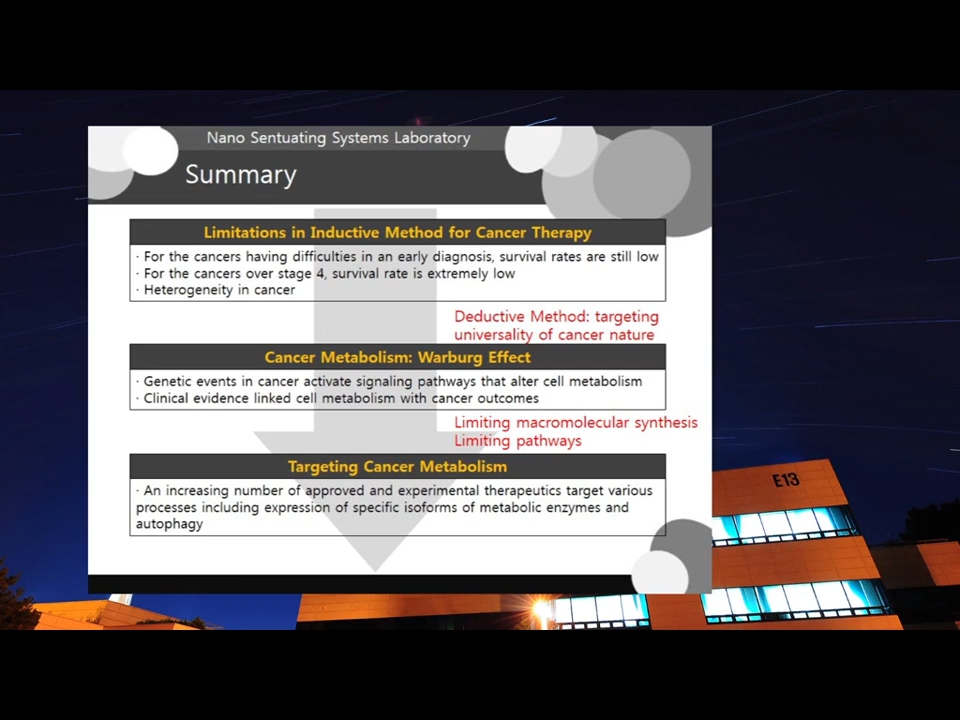 Nano Sentuating Systems Laboratory
Summary
Limitations in Inductive Method for Cancer Therapy
· For the cancers having difficulties in an early diagnosis, survival rates are still low
· For the cancers over stage 4, survival rate is extremely low
· Heterogeneity in cancer
Deductive Method: targeting
universality of cancer nature
Cancer Metabolism: Warburg Effect
· Genetic events in cancer activate signaling pathways that alter cell metabolism
· Clinical evidence linked cell metabolism with cancer outcomes
Limiting macromolecular synthesis
Limiting pathways
Targeting Cancer Metabolism
· An increasing number of approved and experimental therapeutics target various
processes including expression of specific isoforms of metabolic enzymes and
autophagy
E13